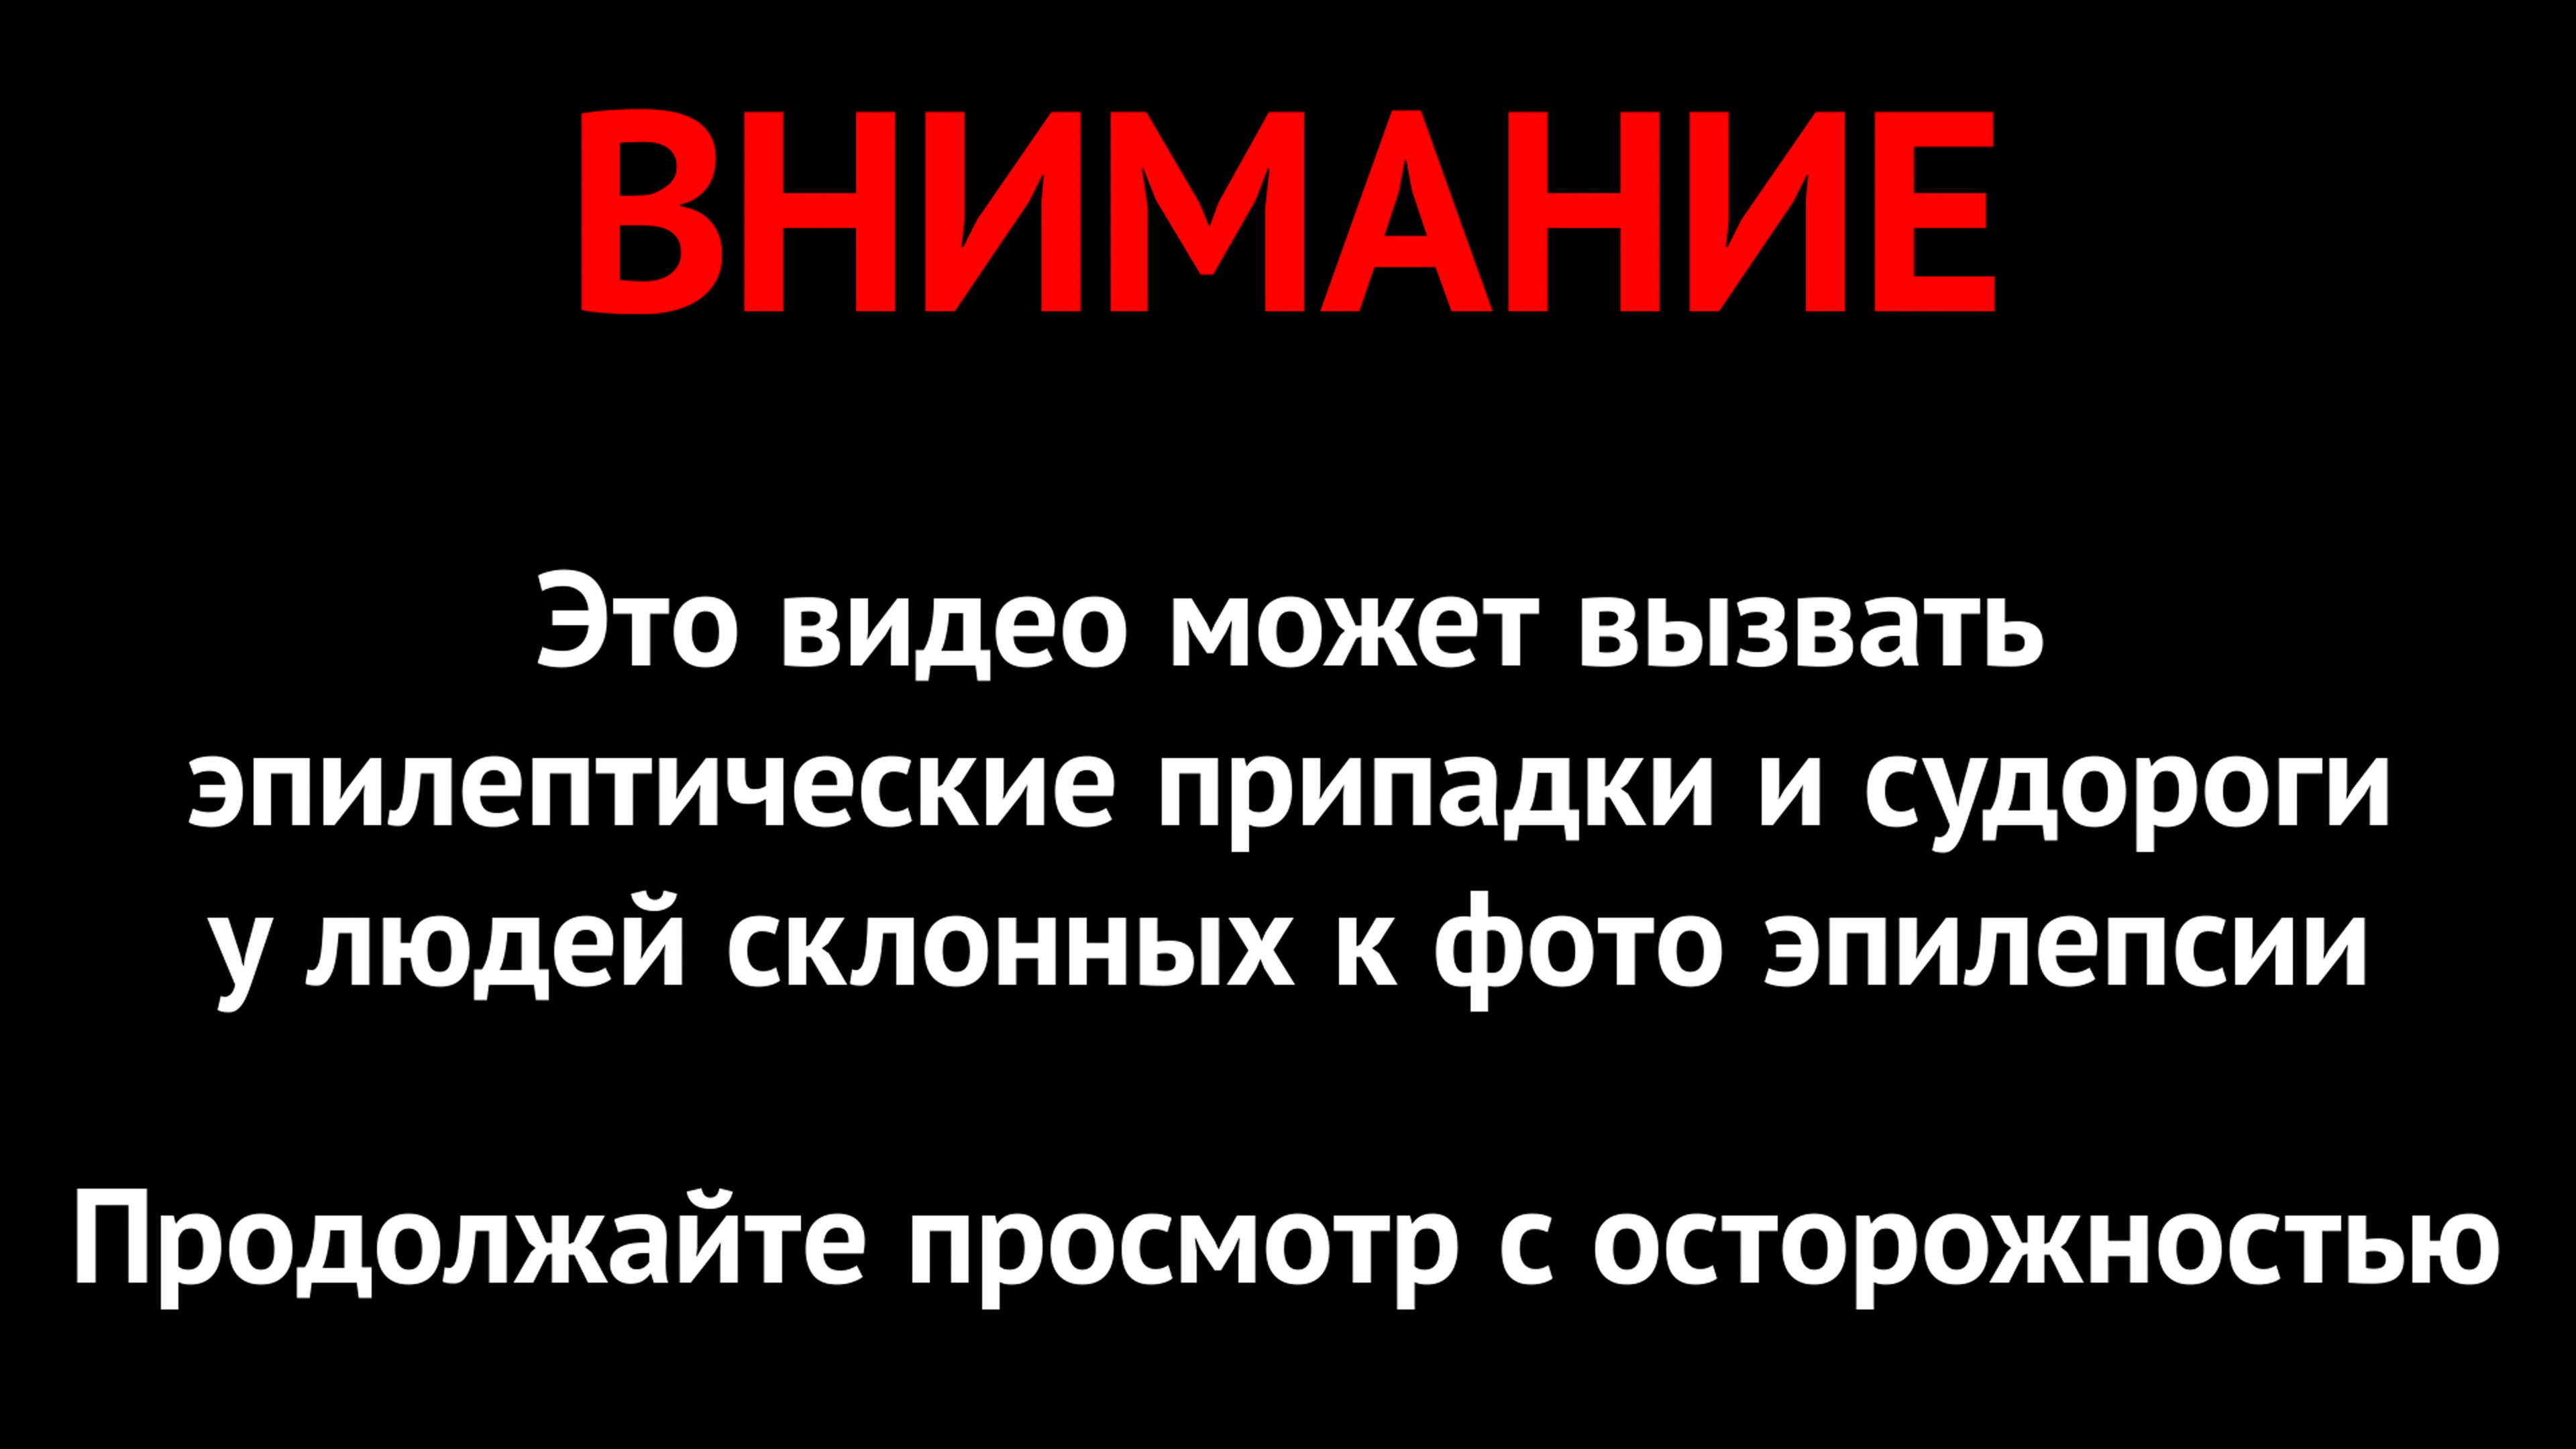 ВНИМАНИЕ
Это видео может вызвать
эпилептические припадки и судороги
у людей склонных к фото эпилепсии
Продолжайте просмотр с осторожностью